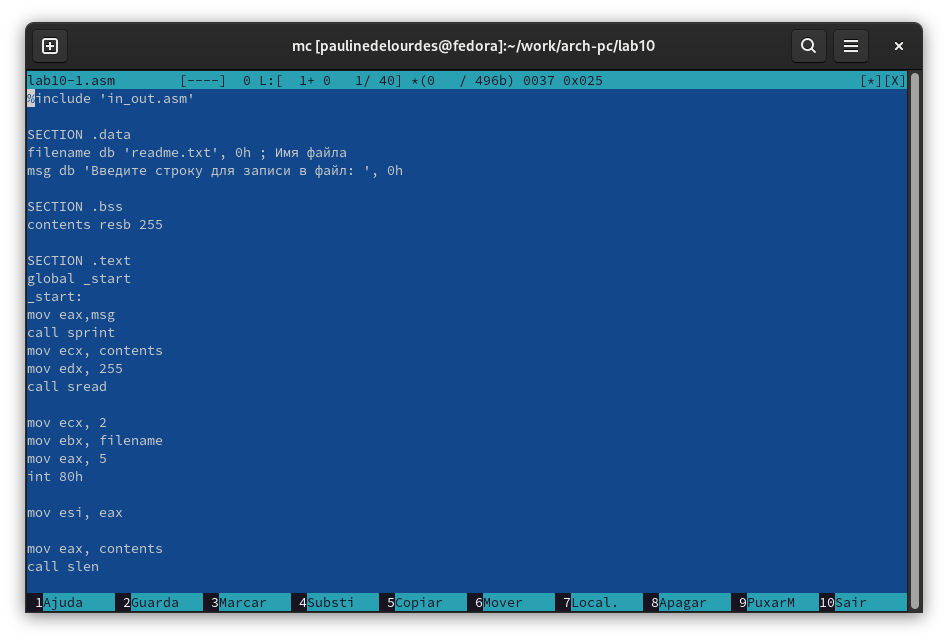 mc [paulinedelourdes@fedora]:~/work/arch-pc/lab10
lab10-1.asm        [----]  0 L:[  1+ 0   1/ 40] *(0   / 496b) 0037 0x025                                [*][X]
%include 'in_out.asm'
SECTION .data
filename db 'readme.txt', 0h ; Имя файла
msg db 'Введите строку для записи в файл: ', 0h
SECTION .bss
contents resb 255
SECTION .text
global _start
_start:
mov eax,msg
call sprint
mov ecx, contents
mov edx, 255
call sread
mov ecx, 2
mov ebx, filename
mov eax, 5
int 80h
mov esi, eax
mov eax, contents
call slen
1Ajuda 2Guarda 3Marcar 4Substi 5Copiar 6Mover 7Local. 8Apagar 9PuxarM 10Sair